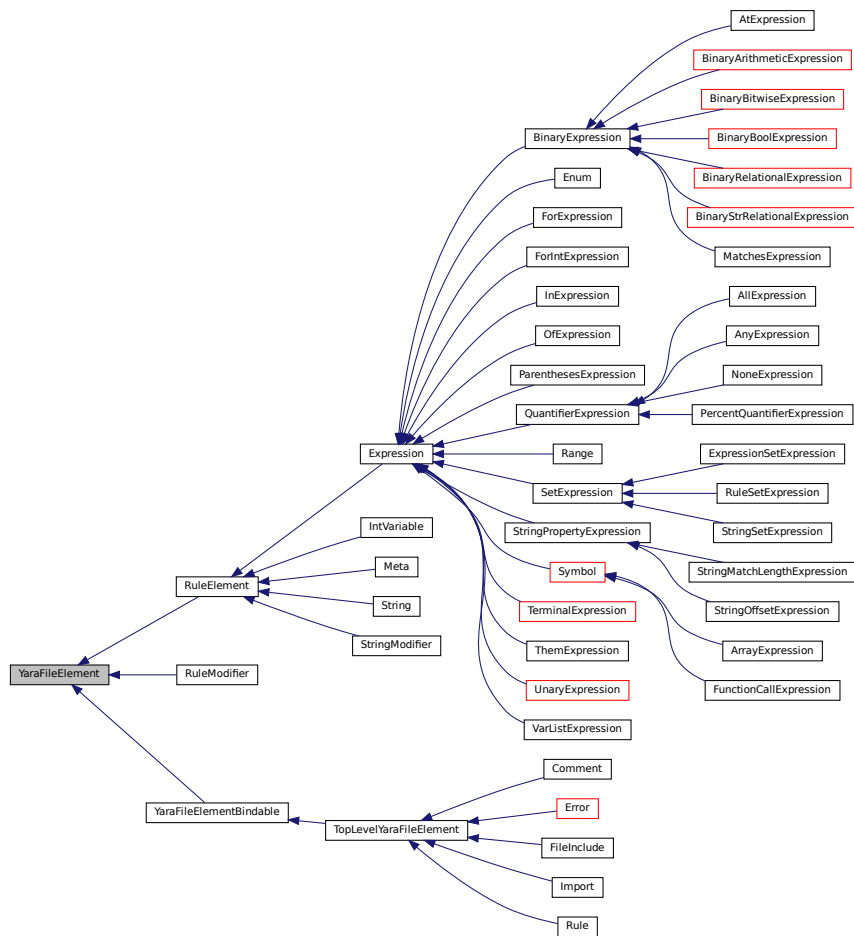 AtExpression
BinaryArithmeticExpression
BinaryBitwiseExpression
BinaryExpression
BinaryBoolExpression
BinaryRelationalExpression
Enum
ForExpression
BinaryStrRelationalExpression
ForIntExpression
MatchesExpression
InExpression
AllExpression
OfExpression
AnyExpression
ParenthesesExpression
NoneExpression
QuantifierExpression
PercentQuantifierExpression
Expression
Range
ExpressionSetExpression
SetExpression
RuleSetExpression
IntVariable
StringPropertyExpression
StringSetExpression
Meta
Symbol
StringMatchLengthExpression
RuleElement
String
TerminalExpression
StringOffsetExpression
StringModifier
ThemExpression
ArrayExpression
YaraFileElement
RuleModifier
UnaryExpression
FunctionCallExpression
VarListExpression
Comment
YaraFileElementBindable
Error
TopLevelYaraFileElement
FileInclude
Import
Rule